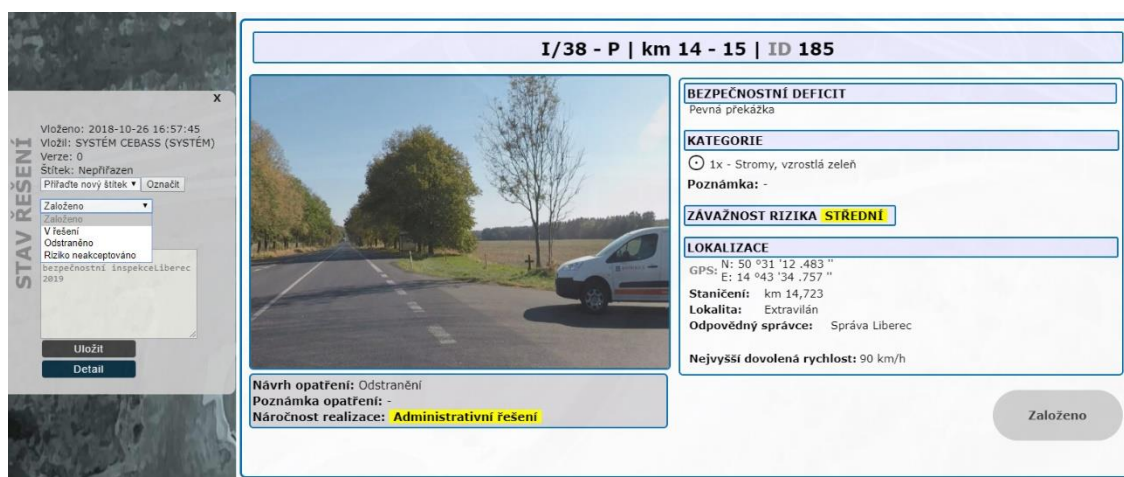 X
STAV ŘEŠENÍ
Vloženo: 2018-10-26 16:57:45
Vložil: SYSTÉM CEBASS (SYSTÉM)
Verze: 0
Štítek: Nepřiřazen
Přiřaďte nový štítek Označit
Založeno
Založeno
V řešení
Odstraněno
Riziko neakceptováno
bezpečnostní inspekceLiberec
2019
Uložit
Detail
I/38 - P | km 14 - 15 | ID 185
BEZPEČNOSTNÍ DEFICIT
Pevná překážka
KATEGORIE
1x - Stromy, vzrostlá zeleň
Poznámka: -
ZÁVAŽNOST RIZIKA STŘEDNÍ
LOKALIZACE
GPS: N: 50 º31 '12 .483 "
E: 14 º43 '34 .757 "
Staničení: km 14,723
Lokalita: Extravilán
Odpovědný správce: Správa Liberec
Nejvyšší dovolená rychlost: 90 km/h
Návrh opatření: Odstranění
Poznámka opatření: -
Náročnost realizace: Administrativní řešení
Založeno